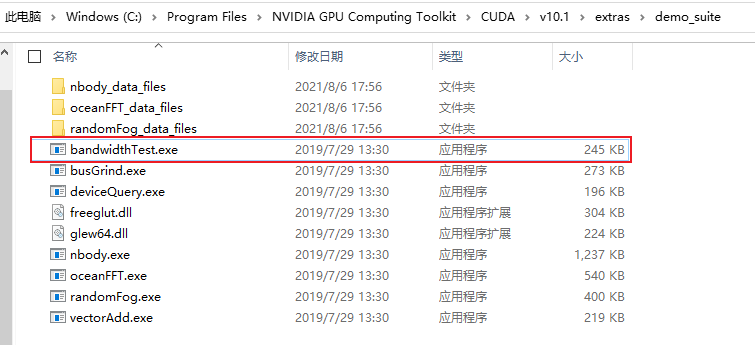 此电脑 > Windows (C:) > Program Files > NVIDIA GPU Computing Toolkit > CUDA > v10.1 > extras > demo_suite
名称 修改日期 类型 大小
nbody_data_files 2021/8/6 17:56 文件夹
oceanFFT_data_files 2021/8/6 17:56 文件夹
randomFog_data_files 2021/8/6 17:56 文件夹
bandwidthTest.exe 2019/7/29 13:30 应用程序 245 KB
busGrind.exe 2019/7/29 13:30 应用程序 273 KB
deviceQuery.exe 2019/7/29 13:30 应用程序 196 KB
freeglut.dll 2019/7/29 13:30 应用程序扩展 304 KB
glew64.dll 2019/7/29 13:30 应用程序扩展 224 KB
nbody.exe 2019/7/29 13:30 应用程序 1,237 KB
oceanFFT.exe 2019/7/29 13:30 应用程序 540 KB
randomFog.exe 2019/7/29 13:30 应用程序 400 KB
vectorAdd.exe 2019/7/29 13:30 应用程序 219 KB